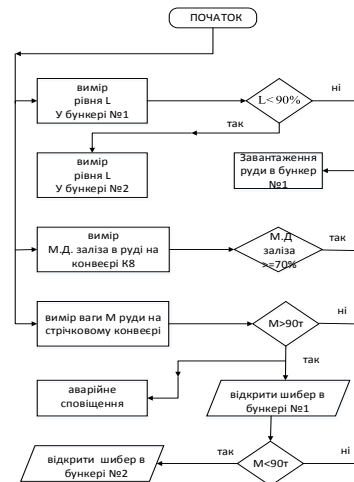 ПОЧАТОК
вимір
рівня L
У бункері №1
L< 90%
ні
так
вимір
рівня L
У бункері №2
Завантаження
руди в бункер
№1
вимір
М.Д. заліза в руді на
конвеєрі К8
М.Д
заліза
>=70%
так
вимір ваги М руди на
стрічковому конвеєрі
М>90т
ні
так
аварійне
сповіщення
відкрити шибер в
бункері №1
так
ні
відкрити шибер в
бункері №2
М<90т